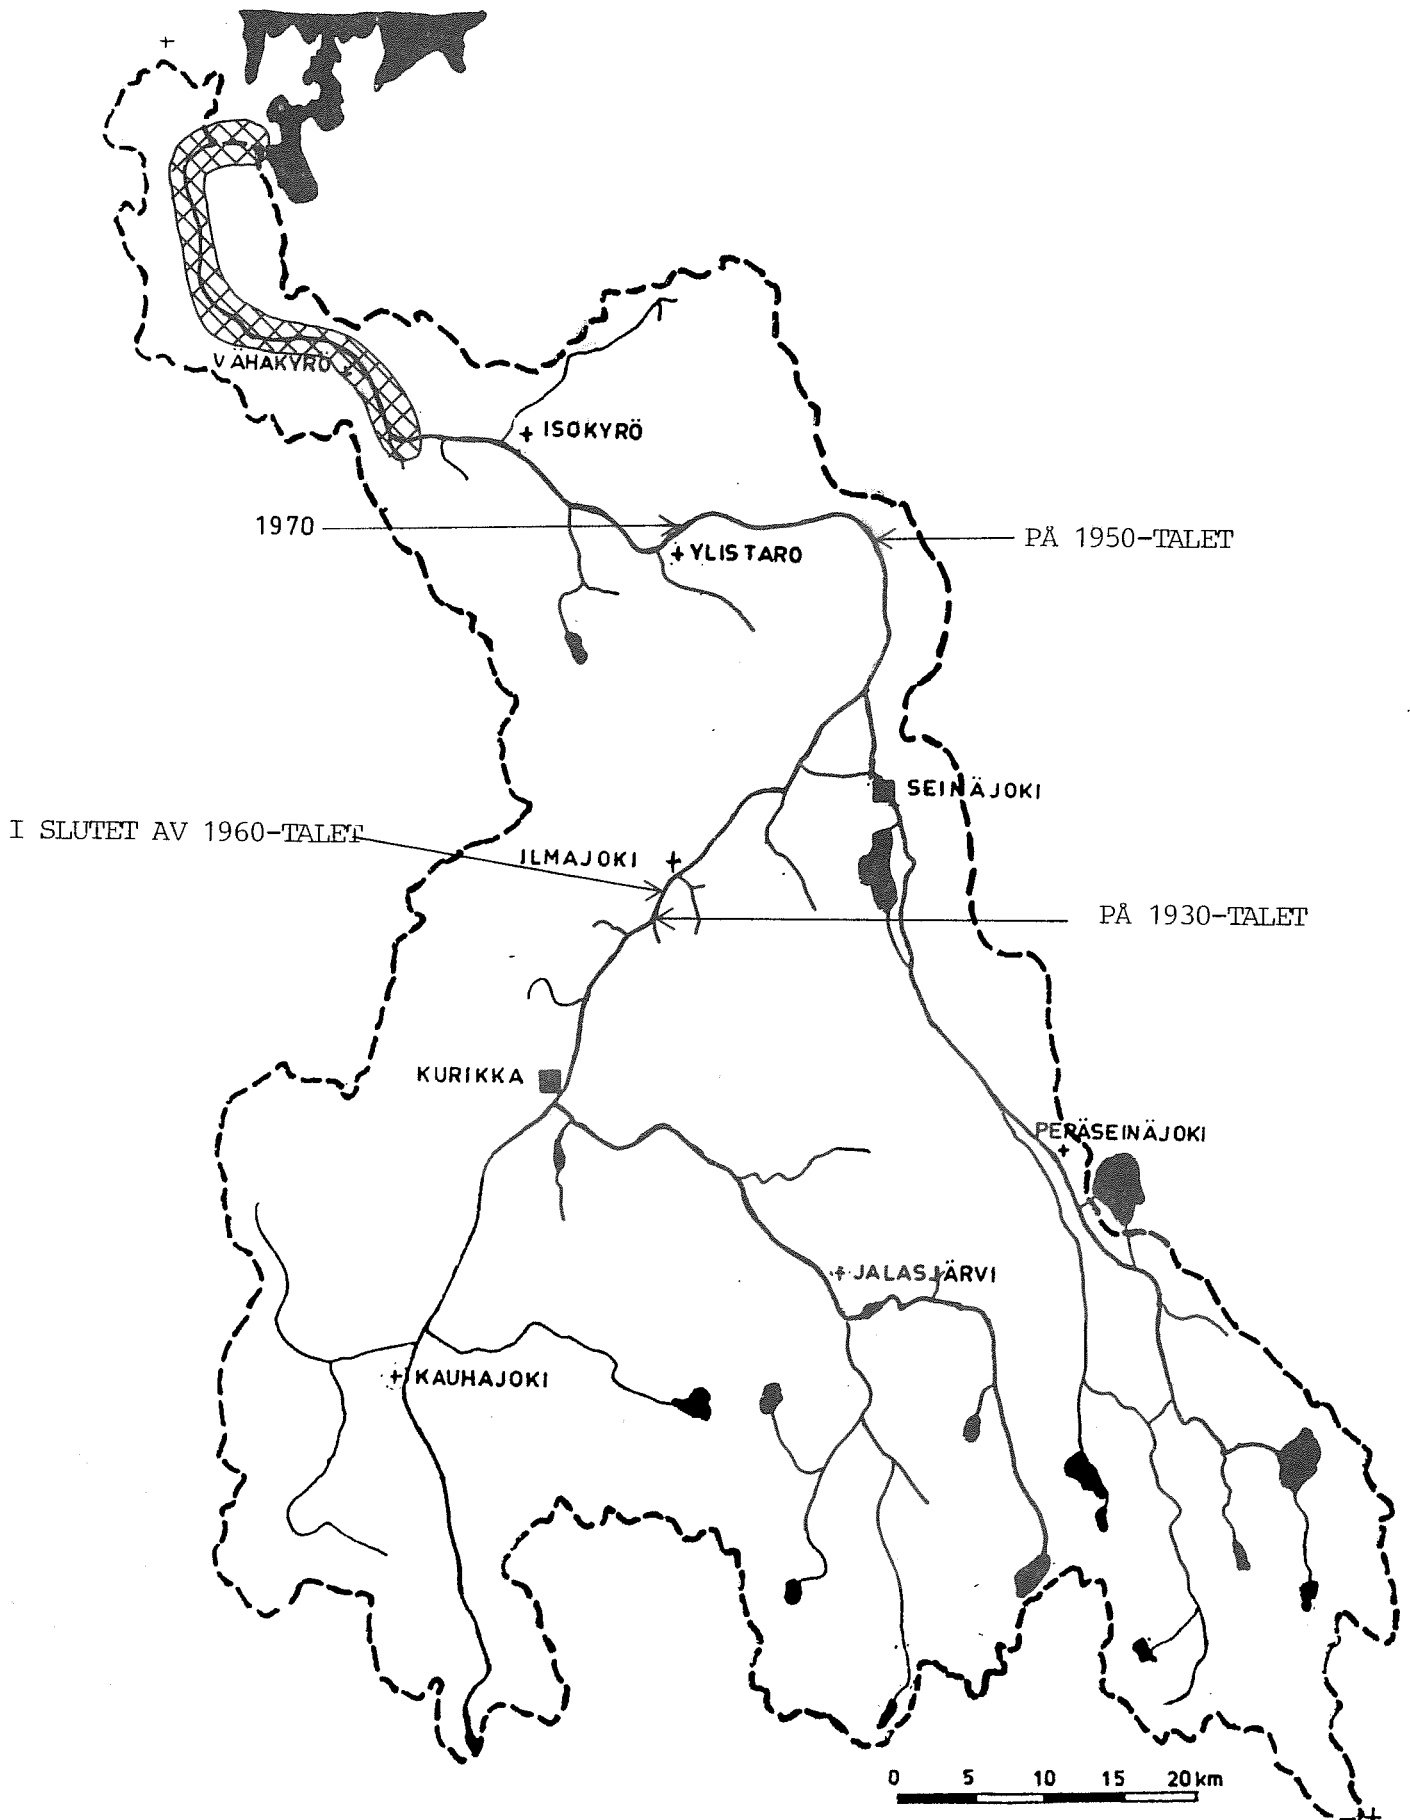 VÄHAKYRÖ
ISOKYRÖ
1970
PÅ 1950-TALET
YLISTARO
SEINÄJOKI
I SLUTET AV 1960-TALET
ILMAJOKI
PÅ 1930-TALET
KURIKKA
PERÄSEINÄJOKI
JALASJÄRVI
KAUHAJOKI
0 5 10 15 20 km